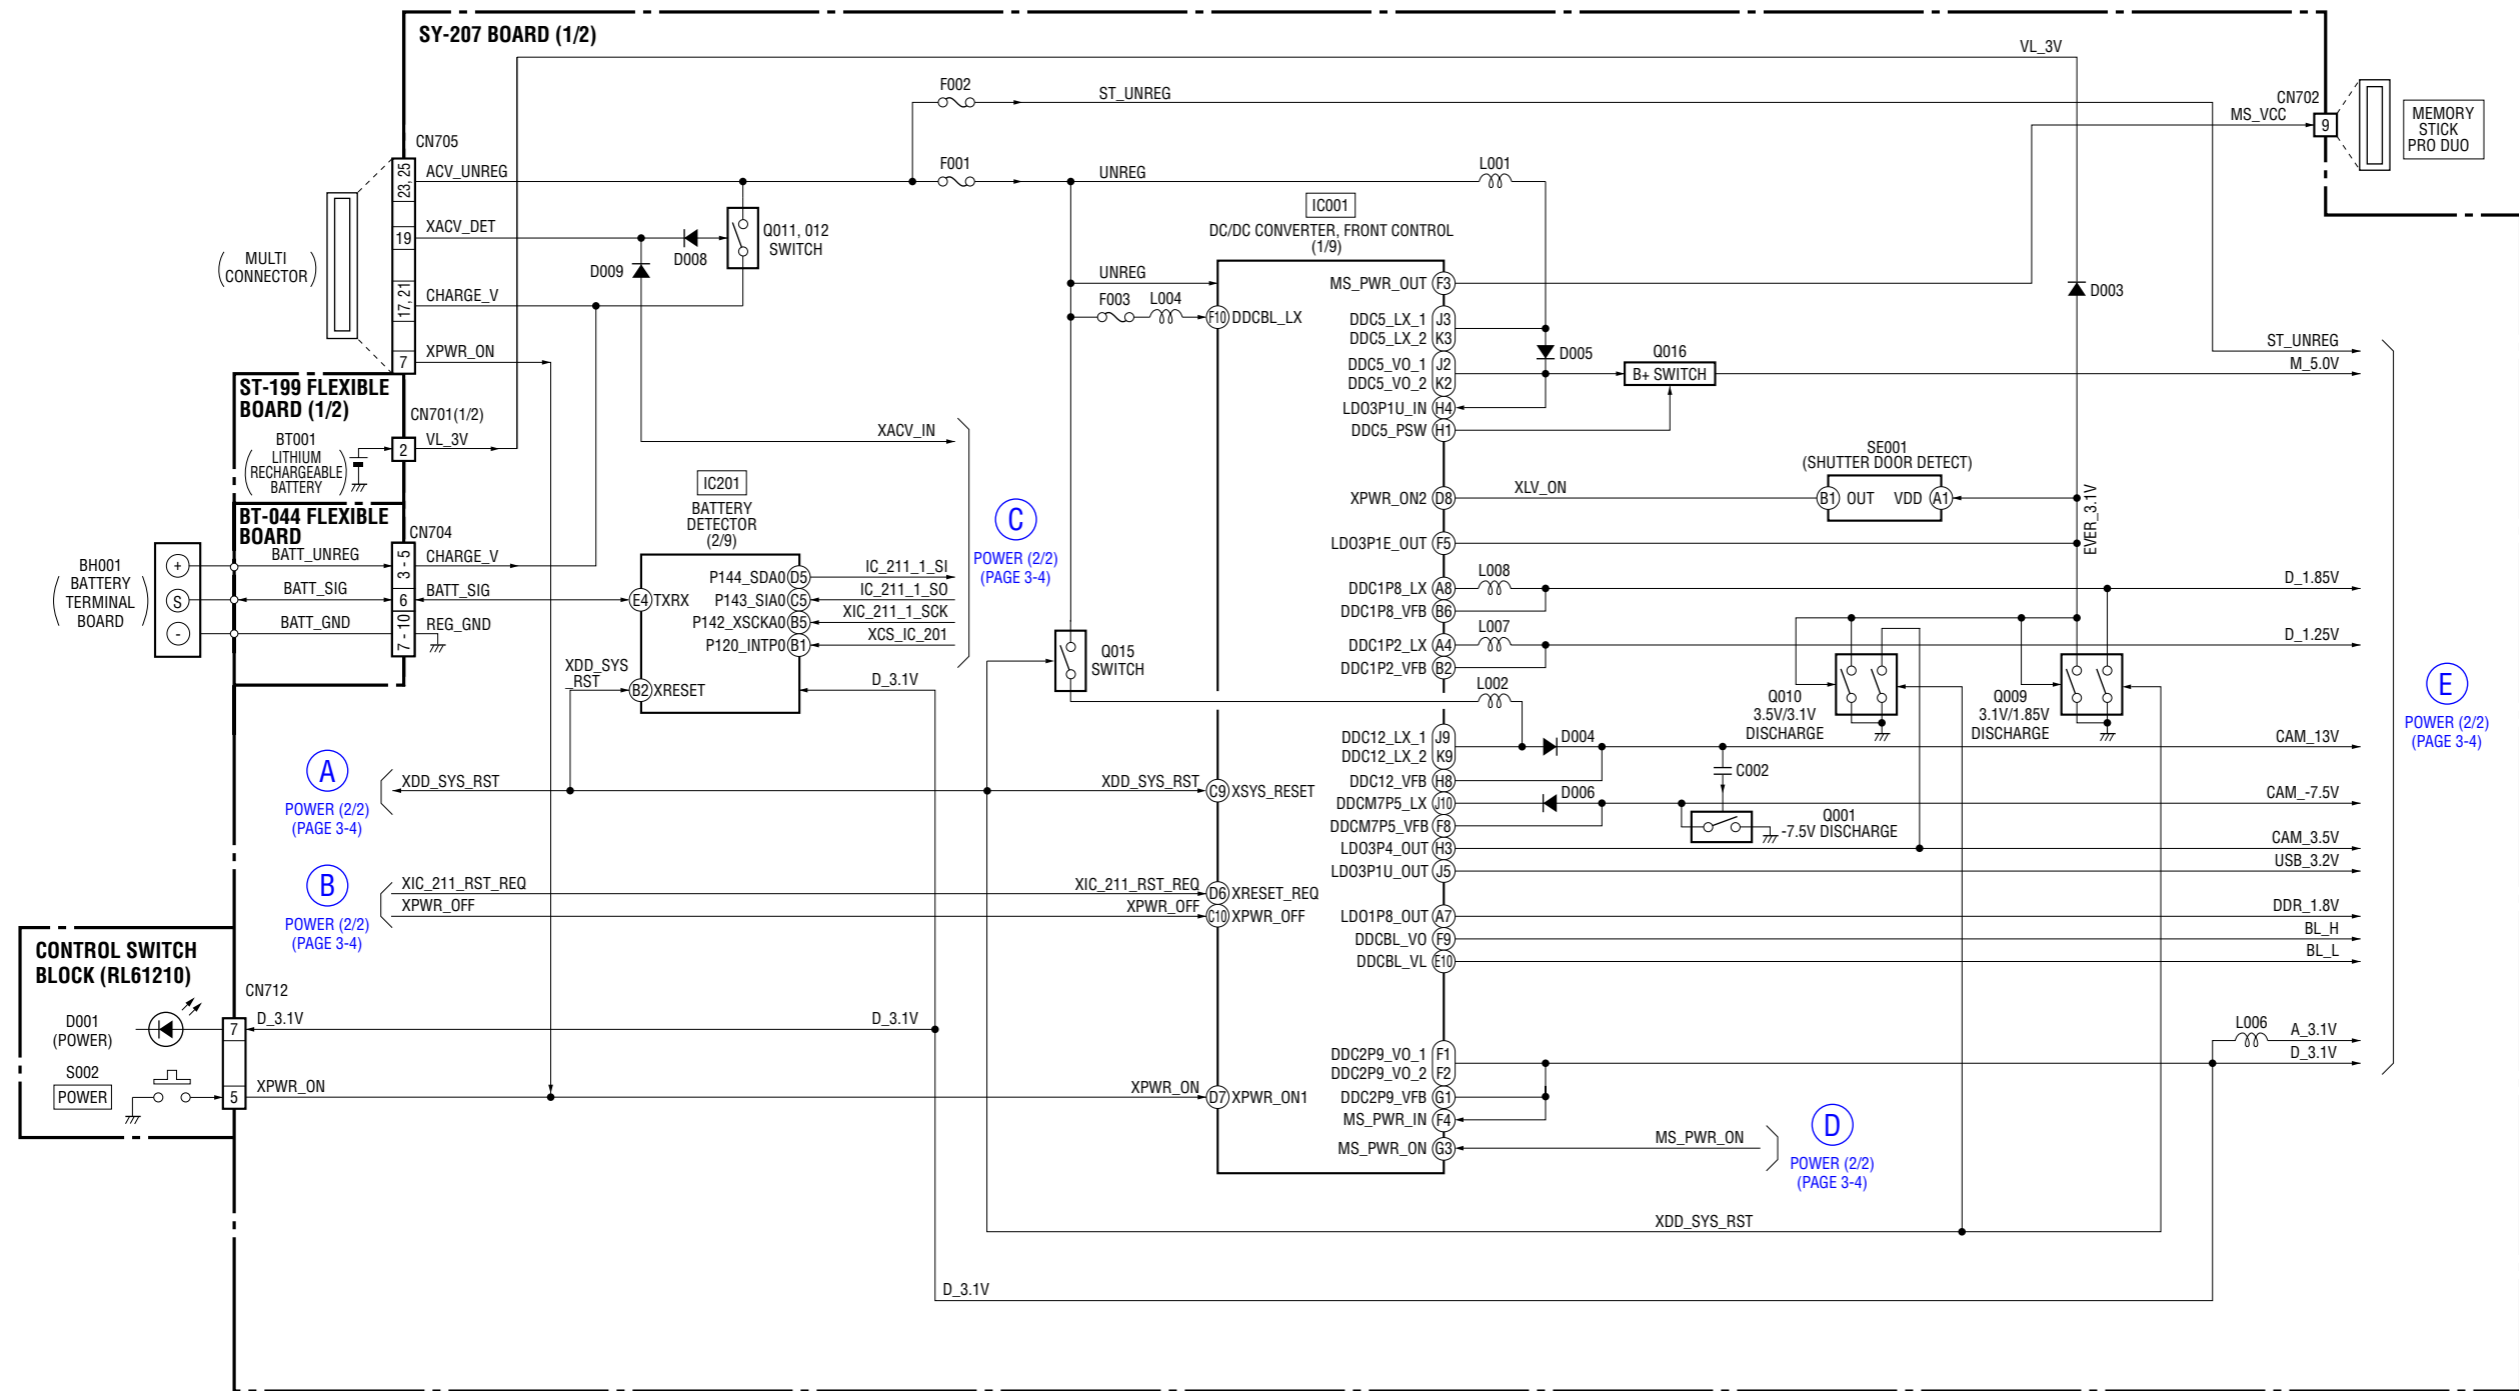 SY-207 BOARD (1/2)
VL_3V
F002
ST_UNREG
CN702
MS_VCC
9
MEMORY
STICK
PRO DUO
CN705
23, 25
ACV_UNREG
F001
UNREG
L001
IC001
DC/DC CONVERTER, FRONT CONTROL
(1/9)
19
XACV_DET
D008
Q011, 012
SWITCH
D009
MULTI
CONNECTOR
17, 21
CHARGE_V
7
XPWR_ON
UNREG
F003
L004
F10
DDCBL_LX
MS_PWR_OUT
F3
DDC5_LX_1
J3
DDC5_LX_2
K3
D005
DDC5_VO_1
J2
DDC5_VO_2
K2
Q016
B+ SWITCH
LDO3P1U_IN
H4
DDC5_PSW
H1
D003
ST_UNREG
M_5.0V
ST-199 FLEXIBLE
BOARD (1/2)
CN701(1/2)
BT001
LITHIUM
RECHARGEABLE
BATTERY
2
VL_3V
XACV_IN
SE001
(SHUTTER DOOR DETECT)
B1
OUT
VDD
A1
XPWR_ON2
D8
XLV_ON
EVER_3.1V
LDO3P1E_OUT
F5
BT-044 FLEXIBLE
BOARD
CN704
BH001
BATTERY
TERMINAL
BOARD
+
S
-
BATT_UNREG
BATT_SIG
BATT_GND
3 - 5
6
7 - 10
CHARGE_V
BATT_SIG
REG_GND
IC201
BATTERY
DETECTOR
(2/9)
E4
TXRX
P144_SDA0
D5
P143_SIA0
C5
P142_XSCKA0
B5
P120_INTP0
B1
IC_211_1_SI
IC_211_1_SO
XIC_211_1_SCK
XCS_IC_201
C
POWER (2/2)
(PAGE 3-4)
XDD_SYS
_RST
B2
XRESET
D_3.1V
Q015
SWITCH
DDC1P8_LX
A8
L008
D_1.85V
DDC1P8_VFB
B6
DDC1P2_LX
A4
L007
D_1.25V
DDC1P2_VFB
B2
L002
Q010
3.5V/3.1V
DISCHARGE
Q009
3.1V/1.85V
DISCHARGE
E
POWER (2/2)
(PAGE 3-4)
DDC12_LX_1
J9
DDC12_LX_2
K9
D004
CAM_13V
DDC12_VFB
H8
C002
DDCM7P5_LX
J10
D006
CAM_-7.5V
DDCM7P5_VFB
F8
Q001
-7.5V DISCHARGE
LDO3P4_OUT
H3
CAM_3.5V
LDO3P1U_OUT
J5
USB_3.2V
LDO1P8_OUT
A7
DDR_1.8V
DDCBL_VO
F9
BL_H
DDCBL_VL
E10
BL_L
A
POWER (2/2)
(PAGE 3-4)
XDD_SYS_RST
XDD_SYS_RST
C9
XSYS_RESET
B
POWER (2/2)
(PAGE 3-4)
XIC_211_RST_REQ
XIC_211_RST_REQ
D6
XRESET_REQ
XPWR_OFF
XPWR_OFF
C10
XPWR_OFF
CONTROL SWITCH
BLOCK (RL61210)
CN712
D001
(POWER)
7
D_3.1V
D_3.1V
S002
POWER
5
XPWR_ON
XPWR_ON
D7
XPWR_ON1
DDC2P9_VO_1
F1
DDC2P9_VO_2
F2
DDC2P9_VFB
G1
MS_PWR_IN
F4
MS_PWR_ON
G3
MS_PWR_ON
D
POWER (2/2)
(PAGE 3-4)
L006
A_3.1V
D_3.1V
XDD_SYS_RST
D_3.1V